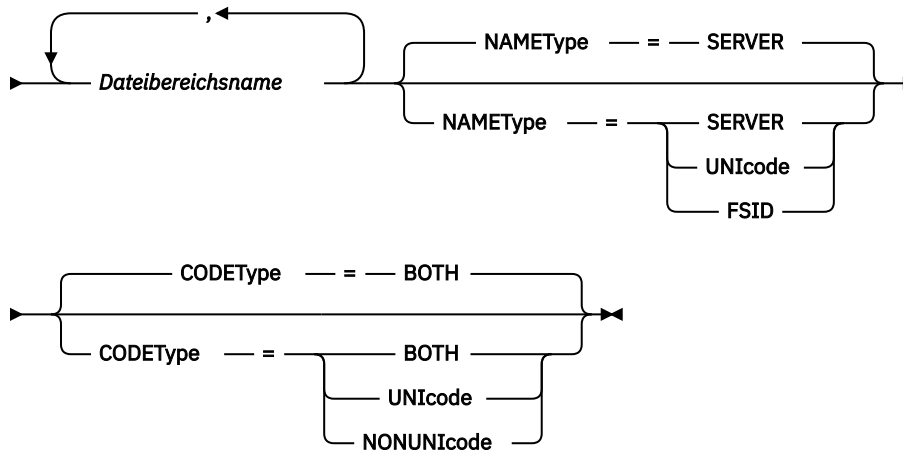 ,
Dateibereichsname
NAMEType = SERVER
NAMEType = SERVER
UNIcode
FSID
CODEType = BOTH
CODEType = BOTH
UNIcode
NONUNIcode